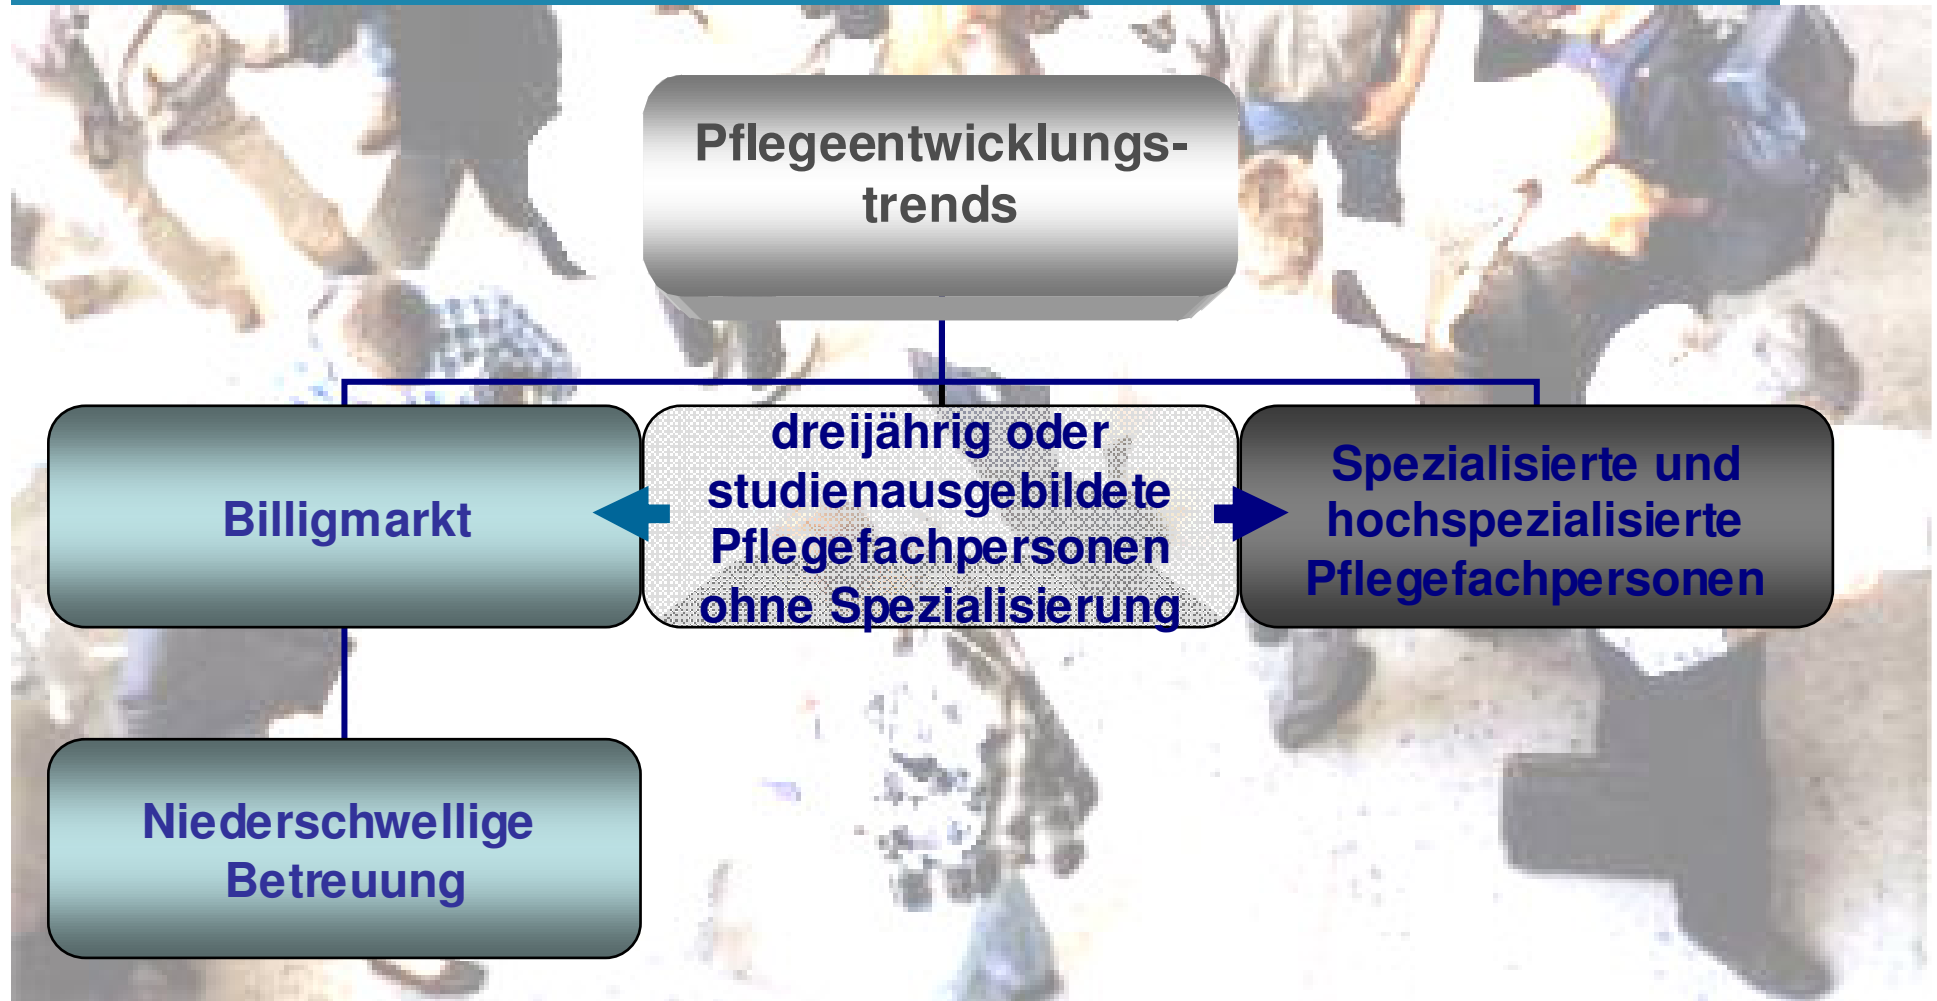 Pflegeentwicklungs-
trends
Billigmarkt
dreijährig oder
studienausgebildete
Pflegefachpersonen
ohne Spezialisierung
Spezialisierte und
hochspezialisierte
Pflegefachpersonen
Niederschwellige
Betreuung